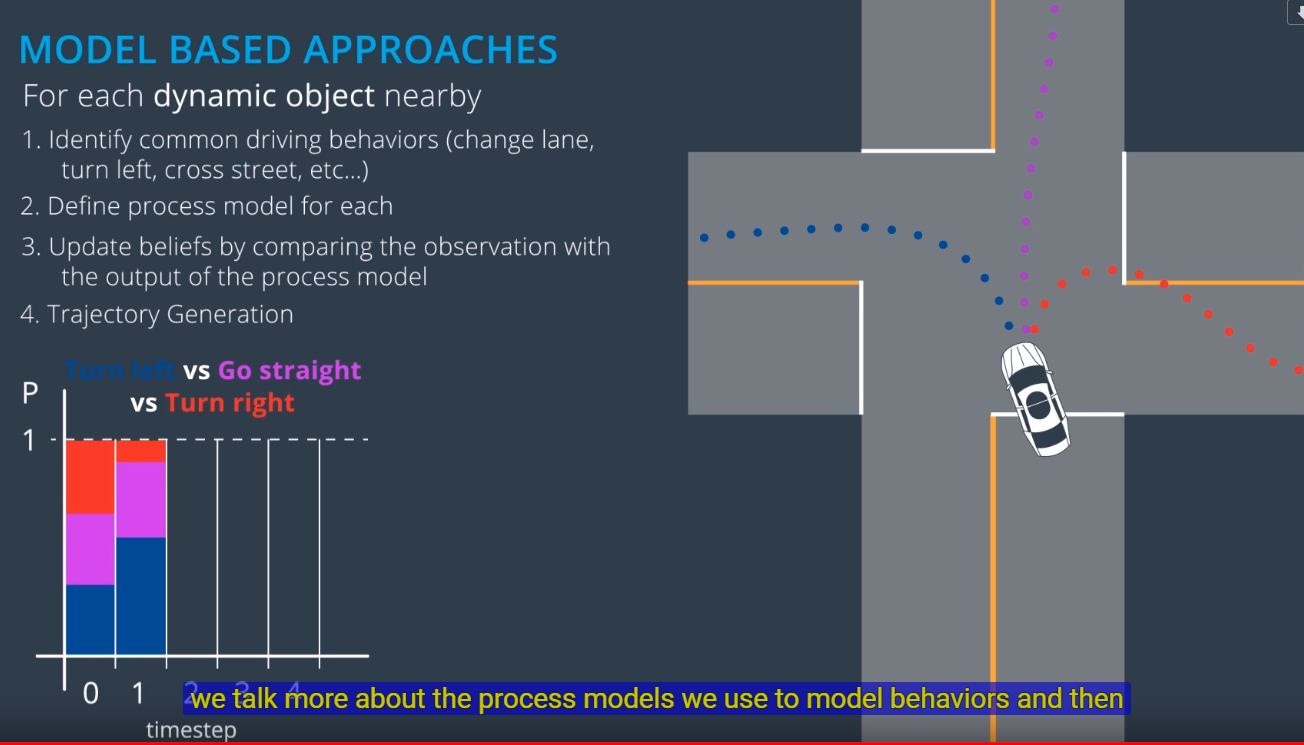 MODEL BASED APPROACHES
For each dynamic object nearby
1. Identify common driving behaviors (change lane,
turn left, cross street, etc...)
2. Define process model for each
3. Update beliefs by comparing the observation with
the output of the process model
4. Trajectory Generation
Turn left vs Go straight
vs Turn right
P
1
0 1 2 3 4
we talk more about the process models we use to model behaviors and then
timestep